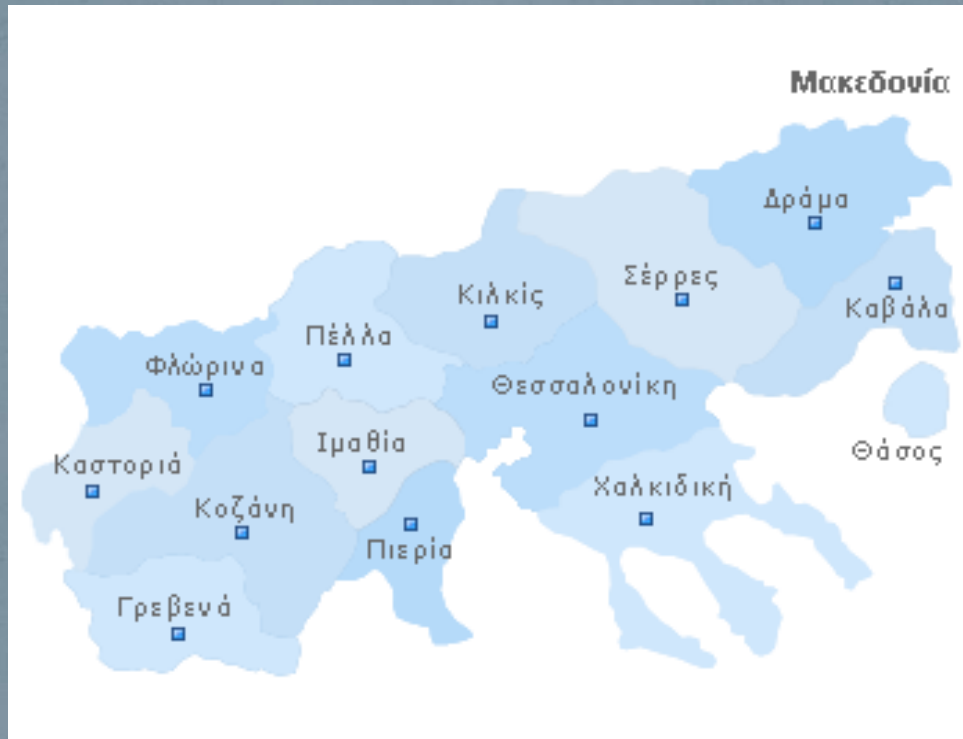 Μακεδονία
Δράμα
Σέρρες
Κιλκίς
Καβάλα
Πέλλα
Φλώρινα
Θεσσαλονίκη
Ιμαθία
Θάσος
Καστοριά
Χαλκιδική
Κοζάνη
Πιερία
Γρεβενά